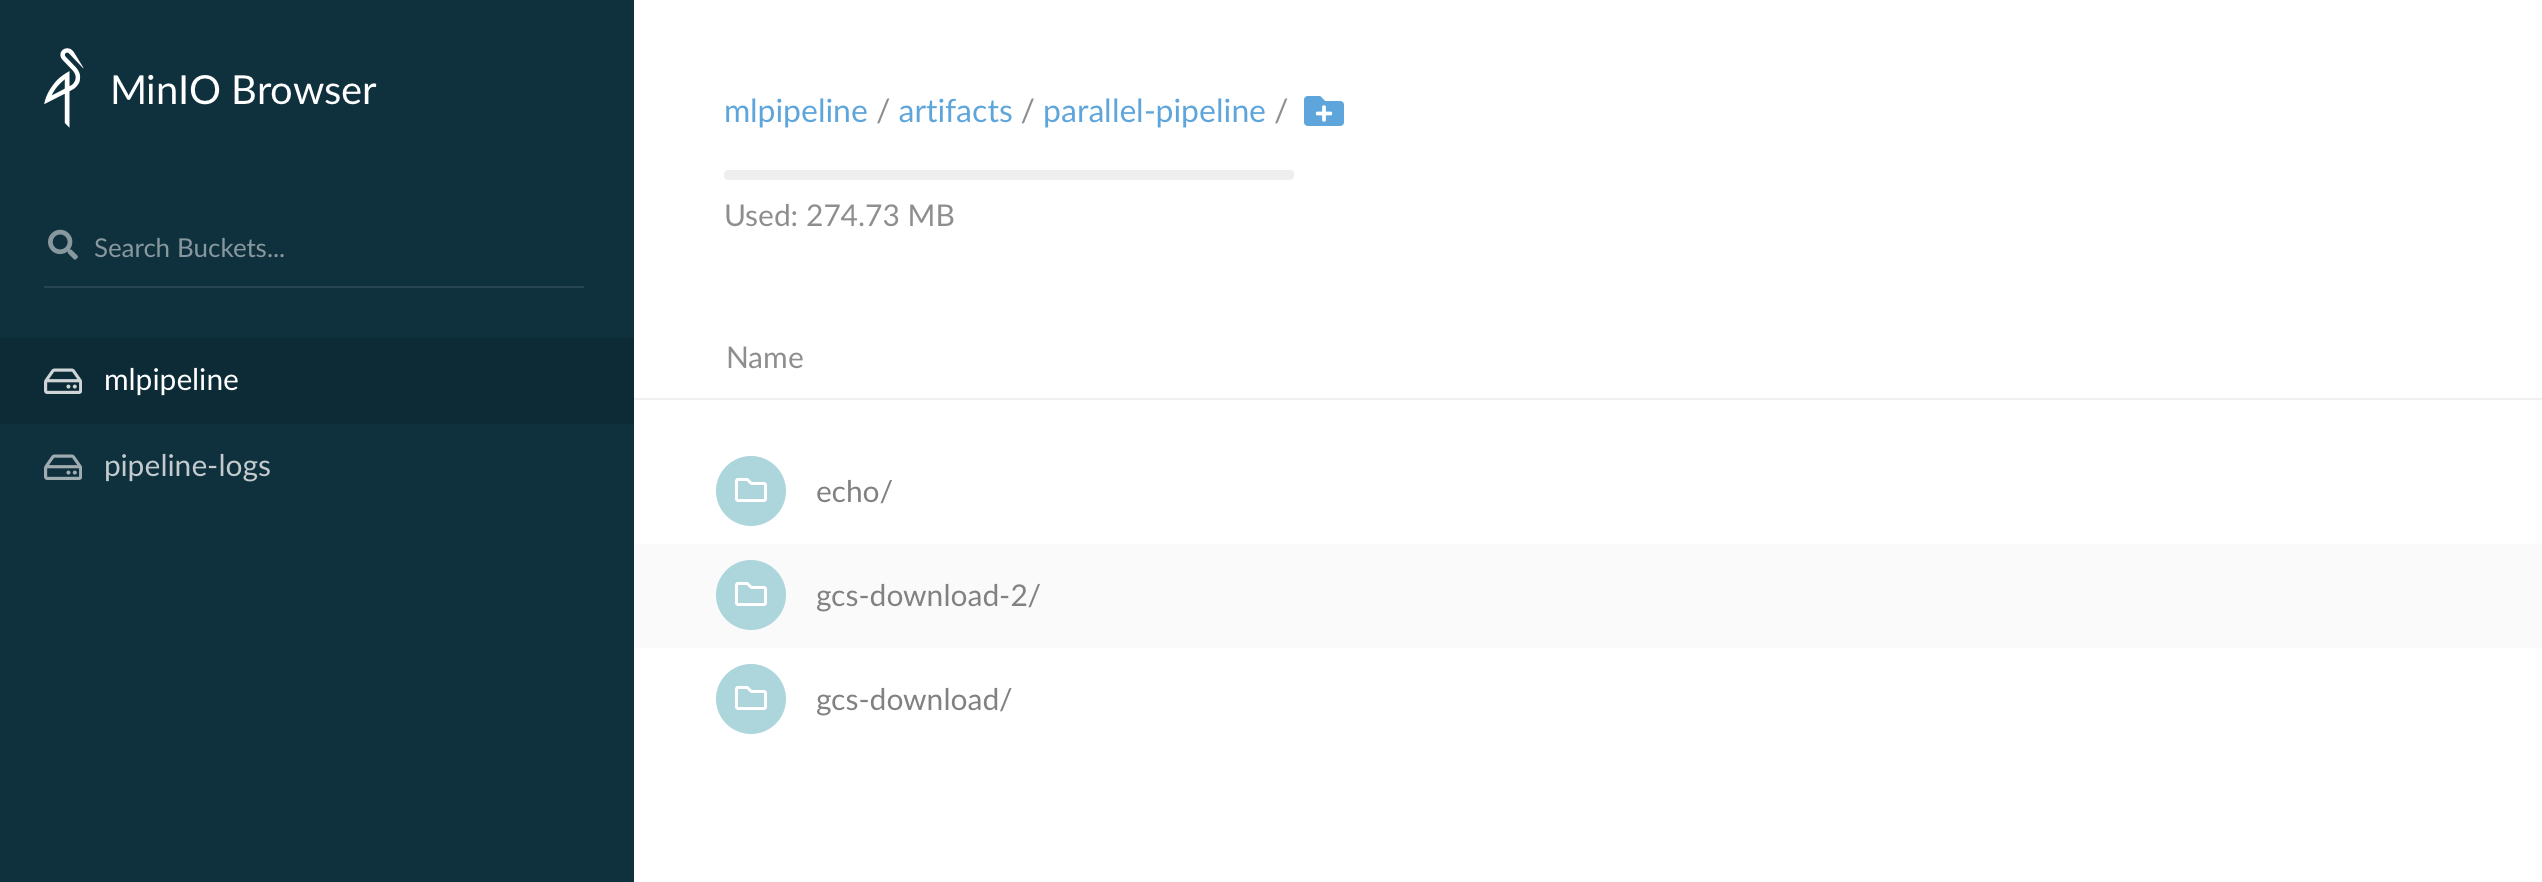 MinIO Browser
Search Buckets...
mlpipeline
pipeline-logs
mlpipeline / artifacts / parallel-pipeline /
Used: 274.73 MB
Name
echo/
gcs-download-2/
gcs-download/